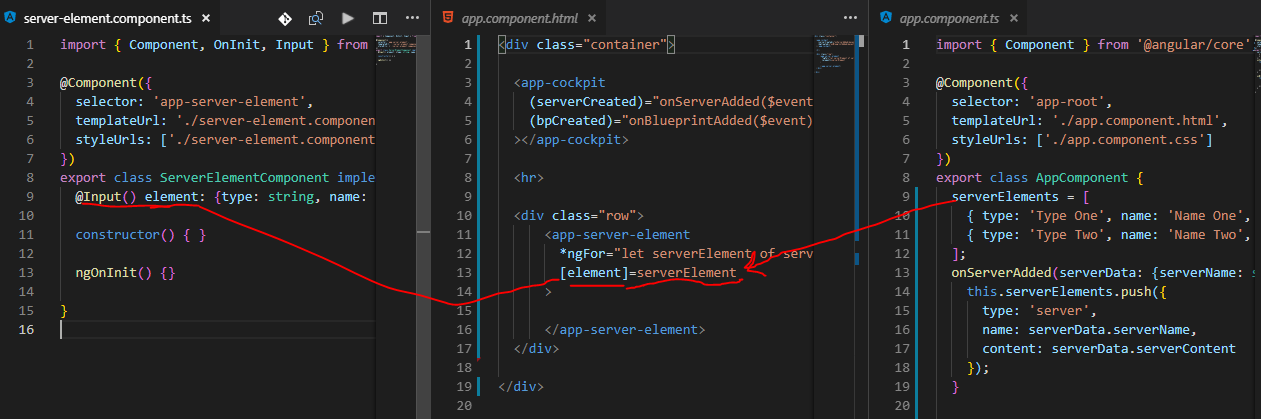 server-element.component.ts
1 import { Component, OnInit, Input } from
2
3 @Component({
4 selector: 'app-server-element',
5 templateUrl: './server-element.componen
6 styleUrls: ['./server-element.component
7 })
8 export class ServerElementComponent imple
9 @Input() element: {type: string, name:
10
11 constructor() { }
12
13 ngOnInit() {}
14
15 }
16
app.component.html
1 <div class="container">
2
3 <app-cockpit
4 (serverCreated)="onServerAdded($event
5 (bpCreated)="onBlueprintAdded($event)
6 ></app-cockpit>
7
8 <hr>
9
10 <div class="row">
11 <app-server-element
12 *ngFor="let serverElement of serv
13 [element]=serverElement
14 >
15
16 </app-server-element>
17 </div>
18
19 </div>
20
app.component.ts
1 import { Component } from '@angular/core'
2
3 @Component({
4 selector: 'app-root',
5 templateUrl: './app.component.html',
6 styleUrls: ['./app.component.css']
7 })
8 export class AppComponent {
9 serverElements = [
10 { type: 'Type One', name: 'Name One',
11 { type: 'Type Two', name: 'Name Two',
12 ];
13 onServerAdded(serverData: {serverName: s
14 this.serverElements.push({
15 type: 'server',
16 name: serverData.serverName,
17 content: serverData.serverContent
18 });
19 }
20